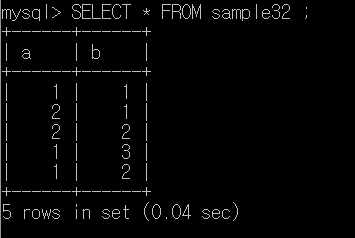 mysql> SELECT * FROM sample32 ;
+------+------+
| a    | b    |
+------+------+
|    1 |    1 |
|    2 |    1 |
|    2 |    2 |
|    1 |    3 |
|    1 |    2 |
+------+------+
5 rows in set (0.04 sec)